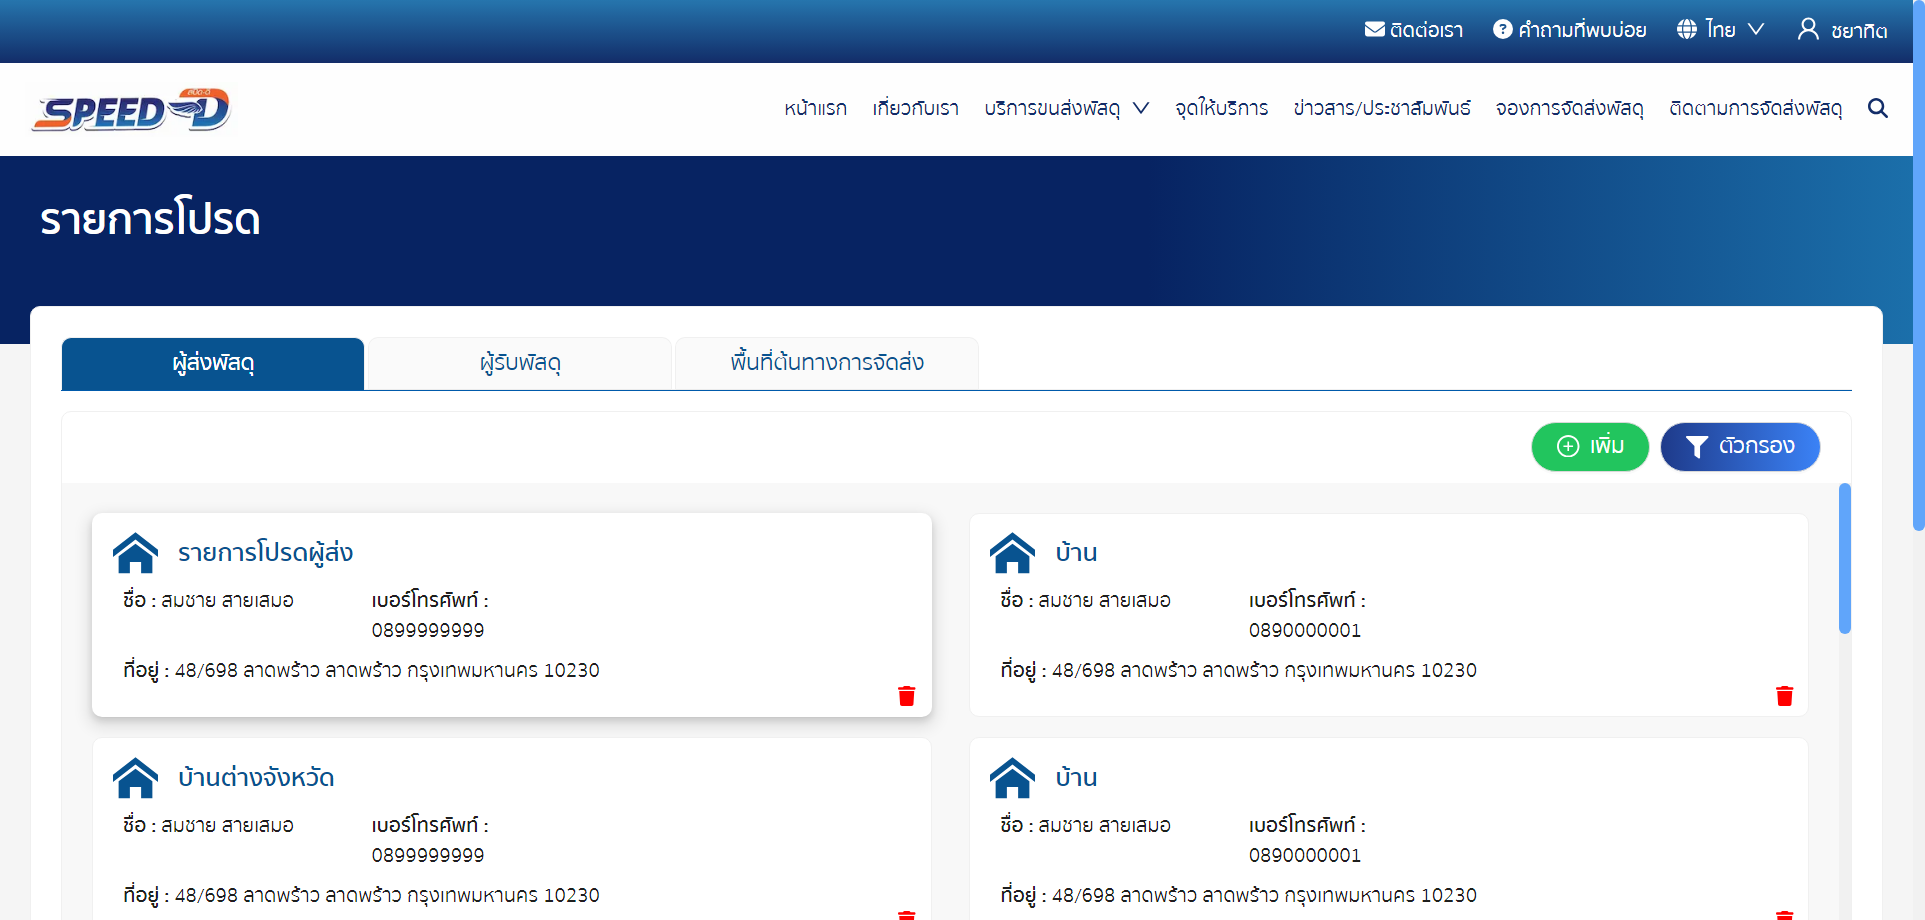 ติดต่อเรา คำถามที่พบบ่อย ไทย ชยาทิต
สปีด-ดี
SPEED-D
หน้าแรก เกี่ยวกับเรา บริการขนส่งพัสดุ จุดให้บริการ ข่าวสาร/ประชาสัมพันธ์ จองการจัดส่งพัสดุ ติดตามการจัดส่งพัสดุ
รายการโปรด
ผู้ส่งพัสดุ ผู้รับพัสดุ พื้นที่ต้นทางการจัดส่ง
เพิ่ม ตัวกรอง
รายการโปรดผู้ส่ง
ชื่อ : สมชาย สายเสมอ เบอร์โทรศัพท์ :
0899999999
ที่อยู่ : 48/698 ลาดพร้าว ลาดพร้าว กรุงเทพมหานคร 10230
บ้าน
ชื่อ : สมชาย สายเสมอ เบอร์โทรศัพท์ :
0890000001
ที่อยู่ : 48/698 ลาดพร้าว ลาดพร้าว กรุงเทพมหานคร 10230
บ้านต่างจังหวัด
ชื่อ : สมชาย สายเสมอ เบอร์โทรศัพท์ :
0899999999
ที่อยู่ : 48/698 ลาดพร้าว ลาดพร้าว กรุงเทพมหานคร 10230
บ้าน
ชื่อ : สมชาย สายเสมอ เบอร์โทรศัพท์ :
0890000001
ที่อยู่ : 48/698 ลาดพร้าว ลาดพร้าว กรุงเทพมหานคร 10230